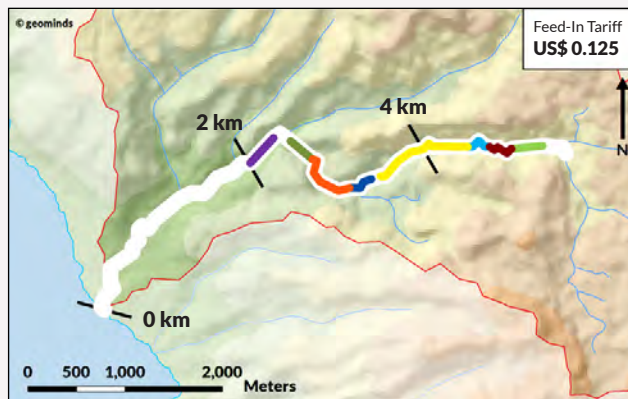 © geominds
Feed-In Tariff
US$ 0.125
2 km
4 km
N
0 km
0 500 1,000 2,000
Meters